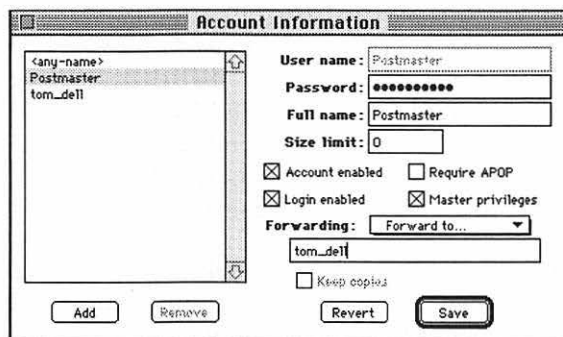 Account Information
<any-name>
Postmaster
tom_dell
User name: Postmaster
Password: ●●●●●●●●●●
Full name: Postmaster
Size limit: 0
Account enabled
Require APOP
Login enabled
Master privileges
Forwarding: Forward to...
tom_dell
Keep copies
Add
Remove
Revert
Save